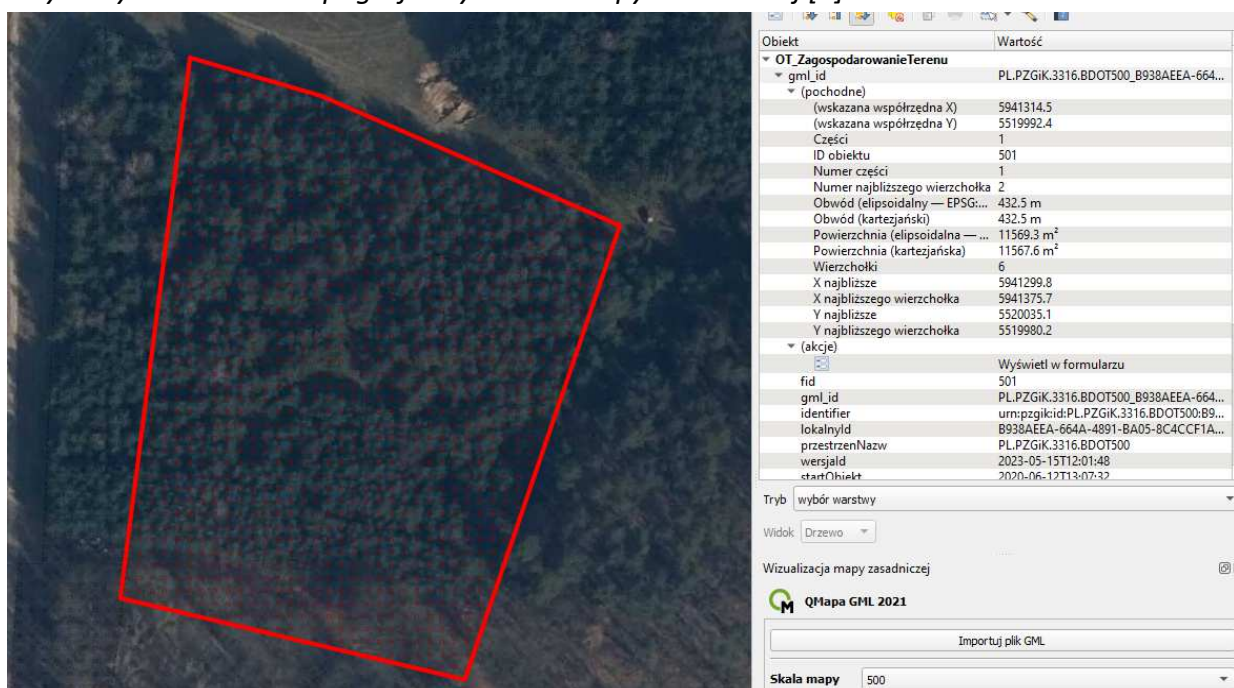 Obiekt Wartość
OT_ZagospodarowanieTerenu
gml_id PL.PZGiK.3316.BDOT500_B938AEEA-664...
(pochodne)
(wskazana współrzędna X) 5941314.5
(wskazana współrzędna Y) 5519992.4
Części 1
ID obiektu 501
Numer części 1
Numer najbliższego wierzchołka 2
Obwód (elipsoidalny — EPSG:... 432.5 m
Obwód (kartezjański) 432.5 m
Powierzchnia (elipsoidalna — ... 11569.3 m²
Powierzchnia (kartezjańska) 11567.6 m²
Wierzchołki 6
X najbliższe 5941299.8
X najbliższego wierzchołka 5941375.7
Y najbliższe 5520035.1
Y najbliższego wierzchołka 5519980.2
(akcje)
Wyświetl w formularzu
fid 501
gml_id PL.PZGiK.3316.BDOT500_B938AEEA-664...
identifier urn:pzgik:id:PL.PZGiK.3316.BDOT500:B9...
lokalnyId B938AEEA-664A-4891-BA05-8C4CCF1A...
przestrzenNazw PL.PZGiK.3316.BDOT500
wersjaId 2023-05-15T12:01:48
startObiekt 2020-06-12T13:07:32
Tryb wybór warstwy
Widok Drzewo
Wizualizacja mapy zasadniczej
QMapa GML 2021
Importuj plik GML
Skala mapy 500